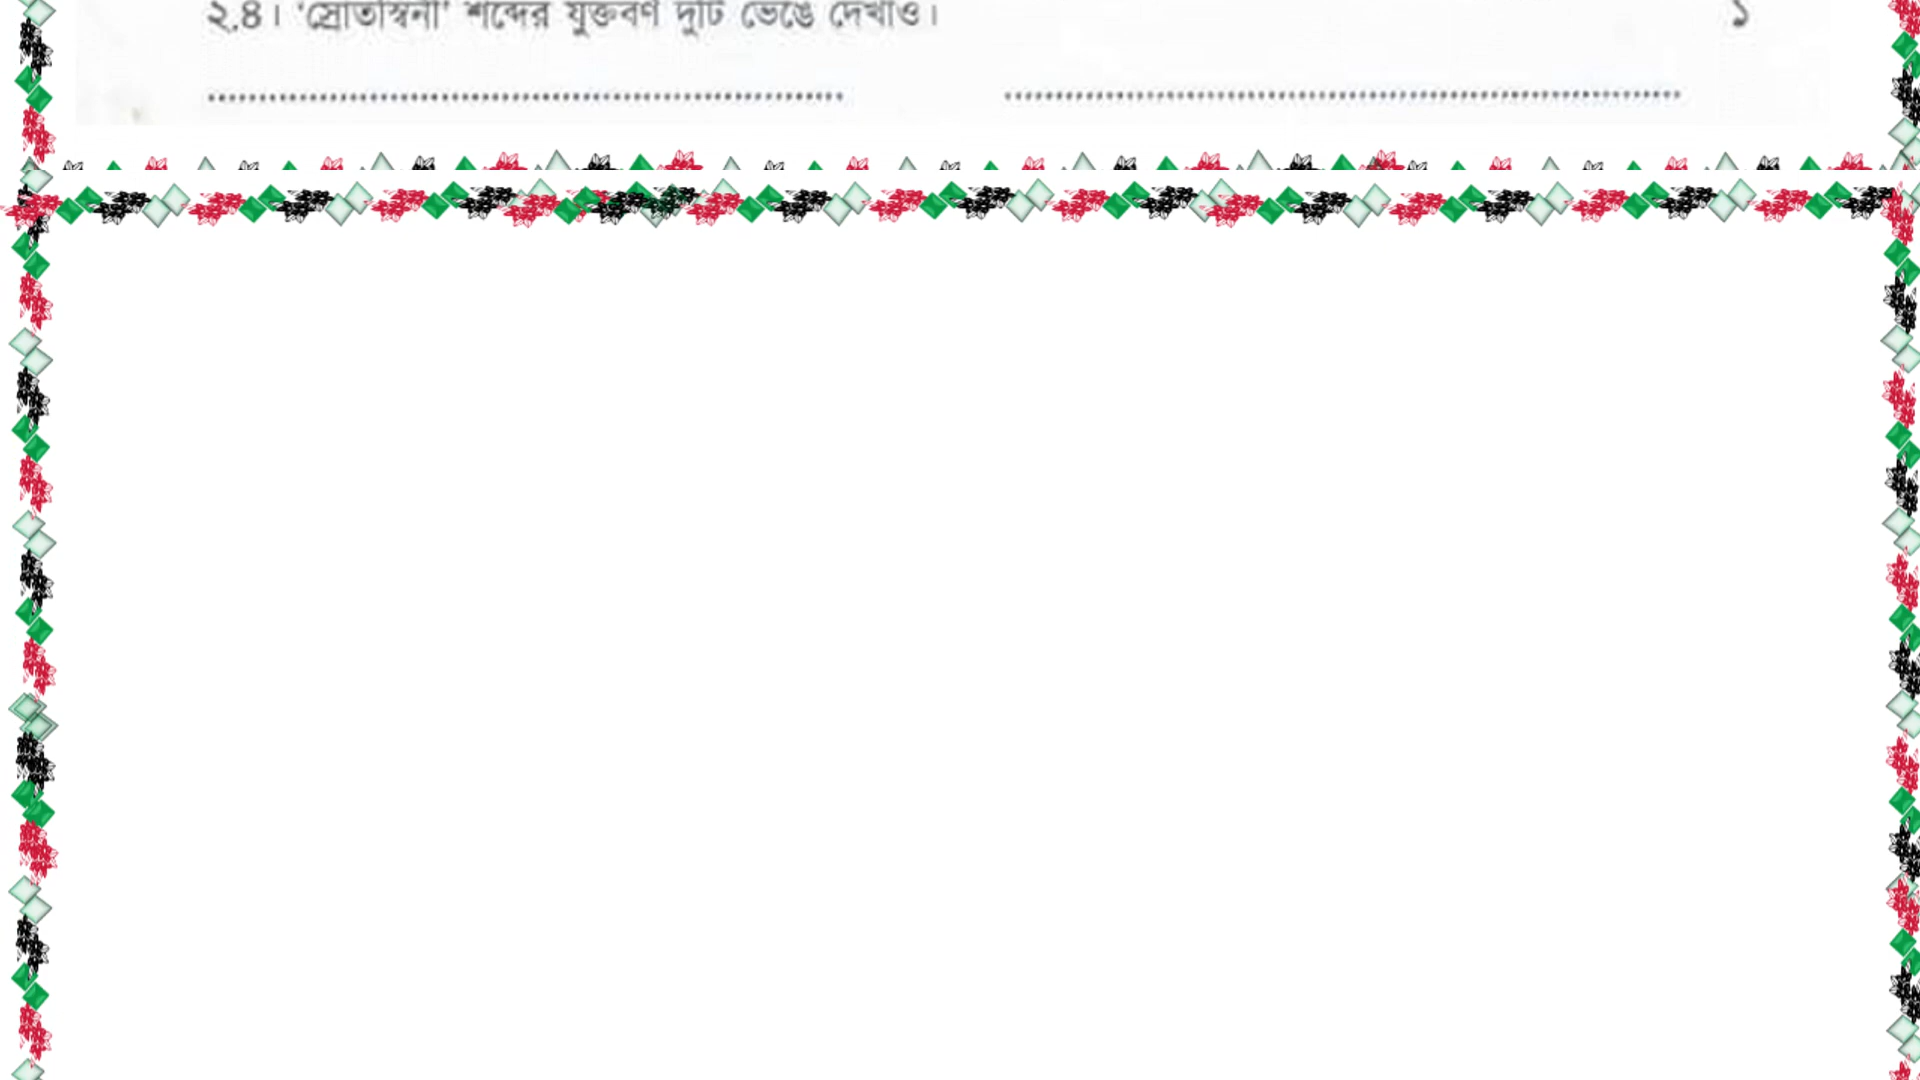 ২.৪। 'স্রোতস্বিনী' শব্দের যুক্তবর্ণ দুটি ভেঙে দেখাও। ১